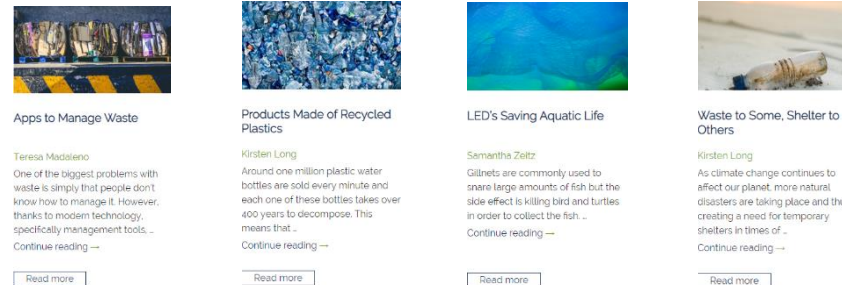 Apps to Manage Waste
Teresa Madaleno
One of the biggest problems with
waste is simply that people don't
know how to manage it. However,
thanks to modern technology,
specifically management tools, …
Continue reading →
Read more
Products Made of Recycled
Plastics
Kirsten Long
Around one million plastic water
bottles are sold every minute and
each one of these bottles takes over
400 years to decompose. This
means that …
Continue reading →
Read more
LED's Saving Aquatic Life
Samantha Zeitz
Gillnets are commonly used to
snare large amounts of fish but the
side effect is killing bird and turtles
in order to collect the fish. …
Continue reading →
Read more
Waste to Some, Shelter to
Others
Kirsten Long
As climate change continues to
affect our planet, more natural
disasters are taking place and thu
creating a need for temporary
shelters in times of …
Continue reading →
Read more